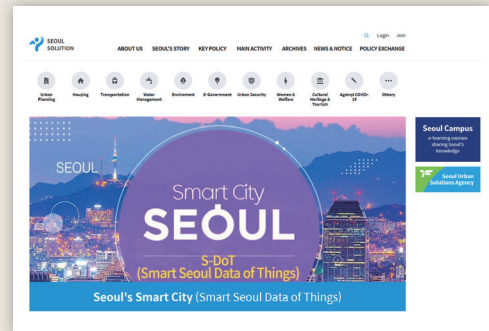 SEOUL
SOLUTION
Login Join
ABOUT US SEOUL'S STORY KEY POLICY MAIN ACTIVITY ARCHIVES NEWS & NOTICE POLICY EXCHANGE
Urban
Planning
Housing
Transportation
Water
Management
Enviroment
E-Government
Urban Security
Women &
Welfare
Cultural
Heritage &
Tourism
Against COVID-
19
Others
SEOUL
Smart City
SEOUL
S-DoT
(Smart Seoul Data of Things)
Seoul's Smart City (Smart Seoul Data of Things)
Seoul Campus
e-learning courses
sharing Seoul's
knowledge
Seoul Urban
Solutions Agency